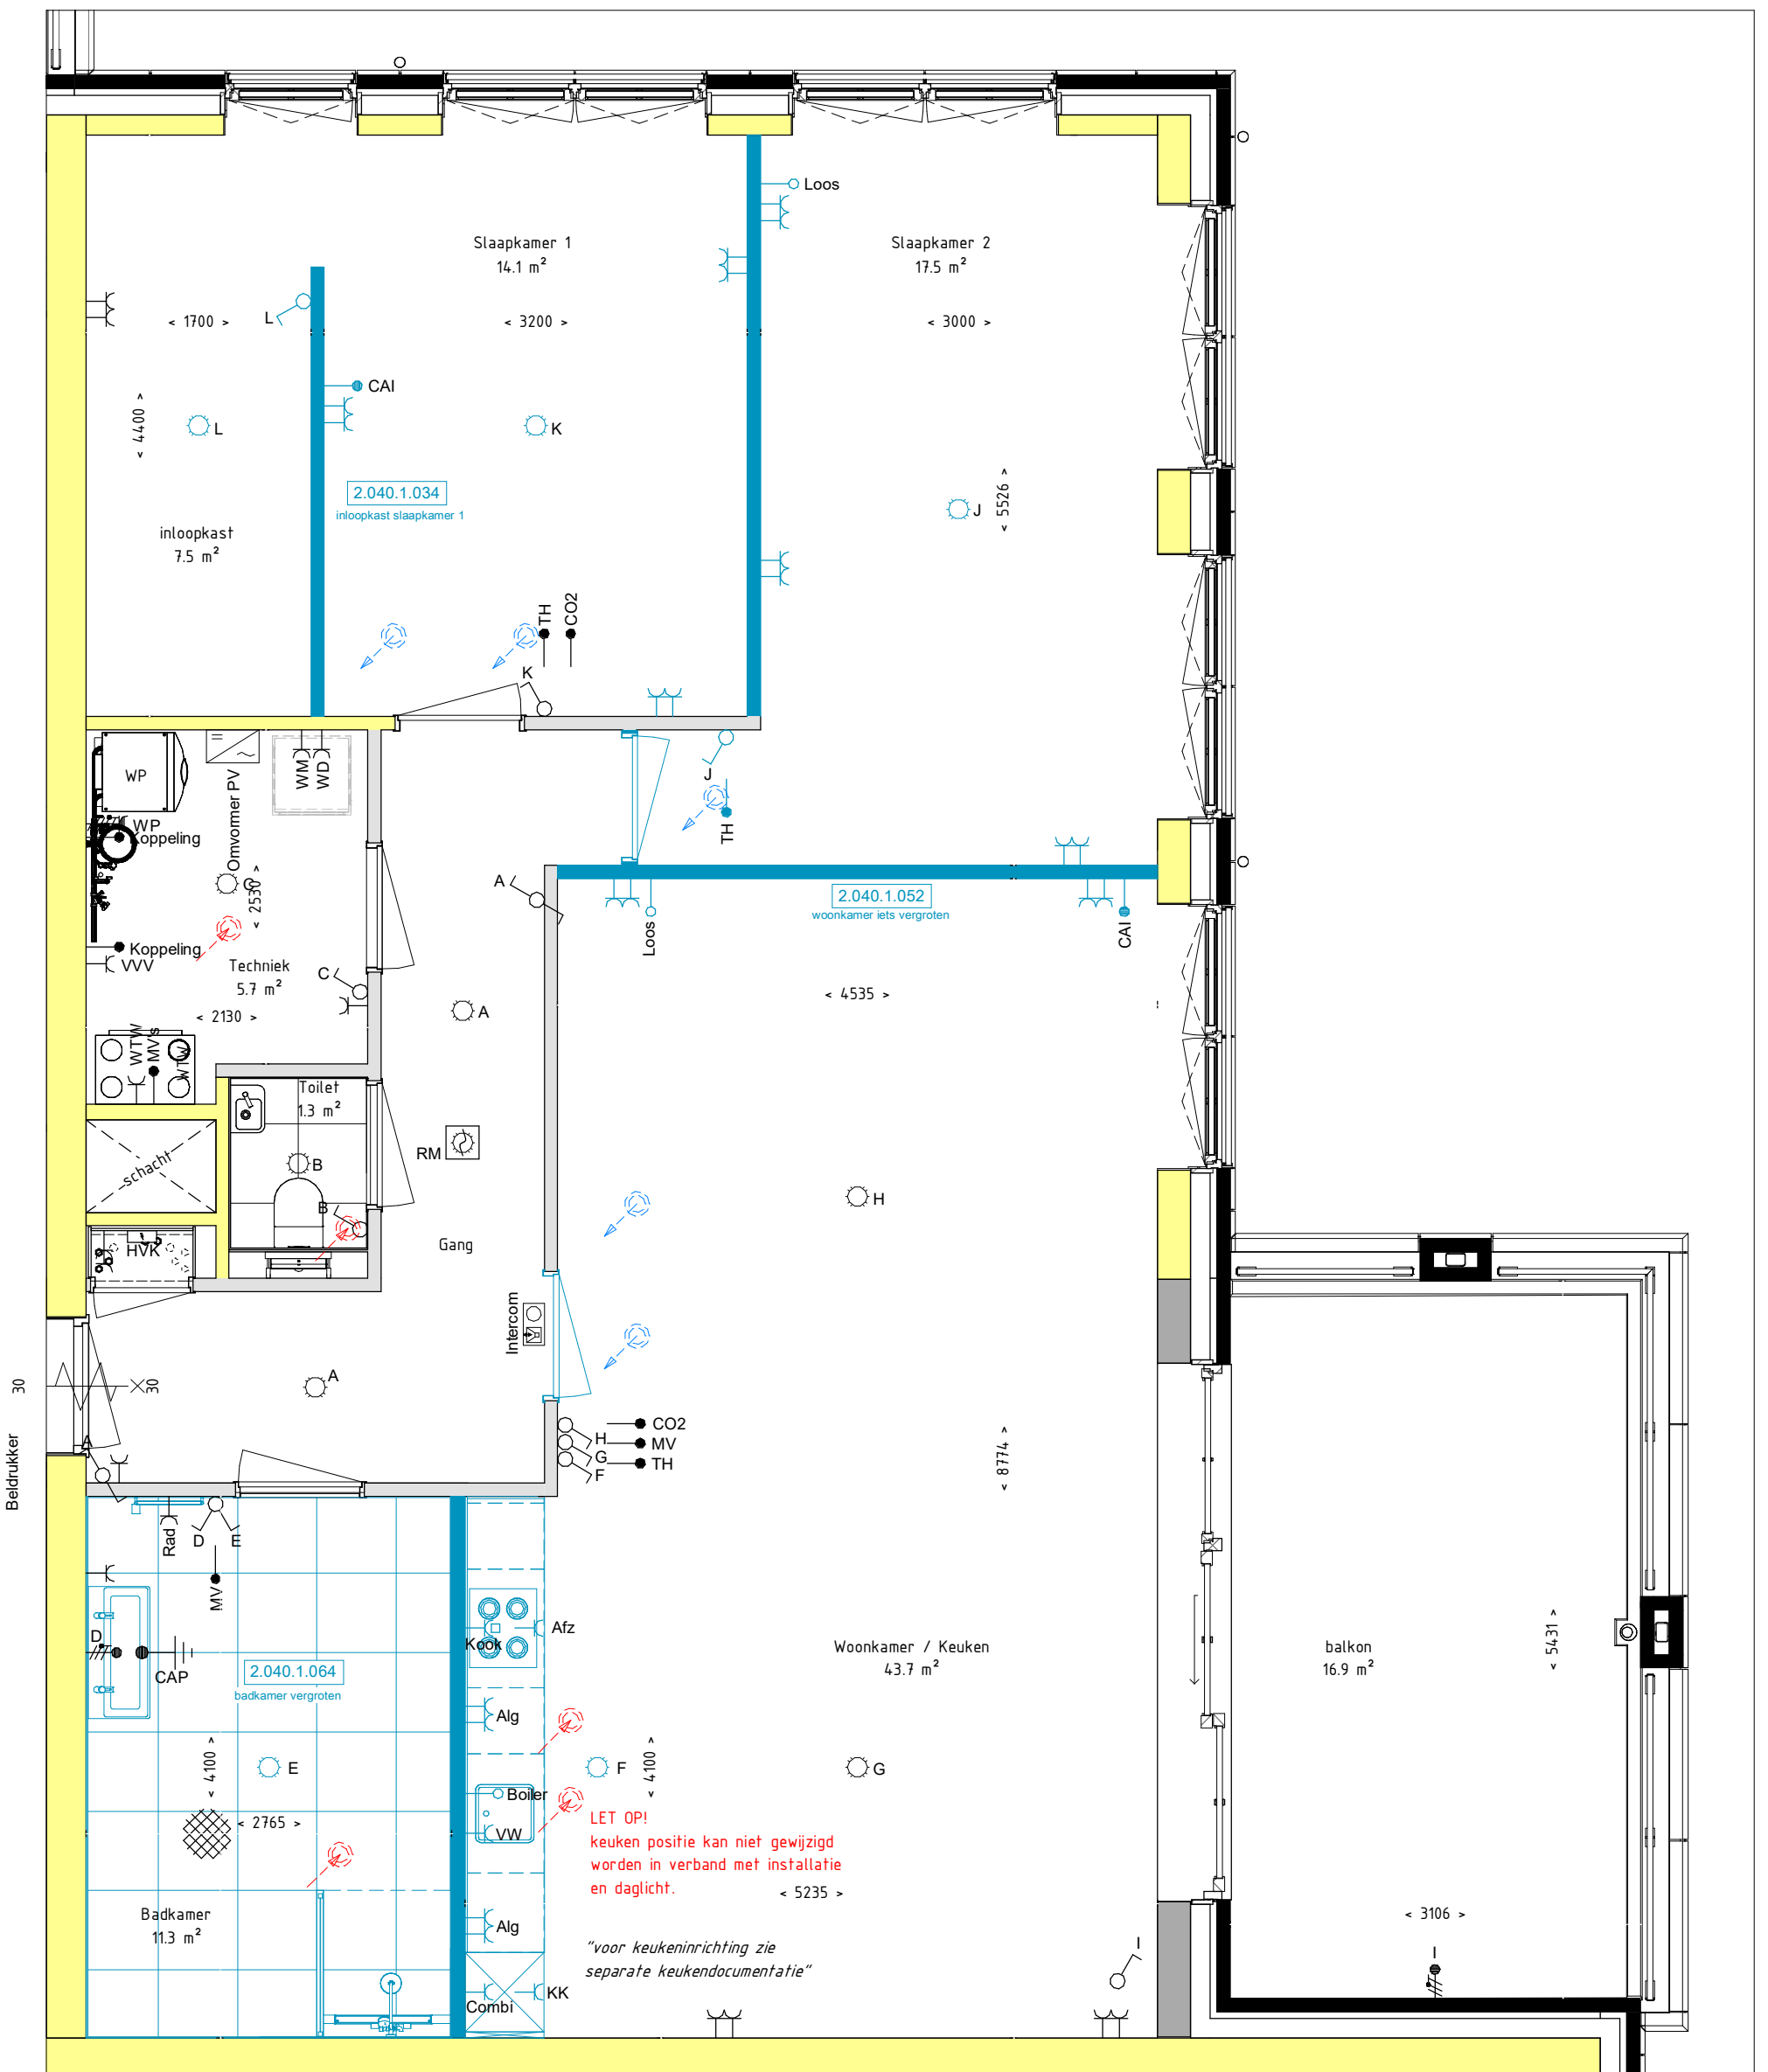 Loos
Slaapkamer 1
14.1 m²
Slaapkamer 2
17.5 m²
L
< 1700 >
< 3200 >
< 3000 >
CAI
< 4400 >
L
K
2.040.1.034
inloopkast slaapkamer 1
J
< 5526 >
inloopkast
7.5 m²
TH
CO2
K
WP
Omvormer PV
WM
WD
J
TH
WP
Koppeling
C
< 2530 >
A
2.040.1.052
woonkamer iets vergroten
Loos
CAI
Koppeling
VVV
Techniek
5.7 m²
C
< 2130 >
< 4535 >
A
WTW
MVs
WTW
Toilet
1.3 m²
RM
schacht
B
B
H
HVK
Gang
Intercom
A
30
30
Beldrukker
A
H
G
F
CO2
MV
TH
< 8774 >
Rad
D
E
MV
D
CAP
Kook
Afz
Woonkamer / Keuken
43.7 m²
balkon
16.9 m²
< 5431 >
2.040.1.064
badkamer vergroten
Alg
< 4100 >
E
F
< 4100 >
G
Boiler
VW
< 2765 >
LET OP!
keuken positie kan niet gewijzigd
worden in verband met installatie
en daglicht.
< 5235 >
Badkamer
11.3 m²
Alg
< 3106 >
"voor keukeninrichting zie
separate keukendocumentatie"
I
I
Combi
KK